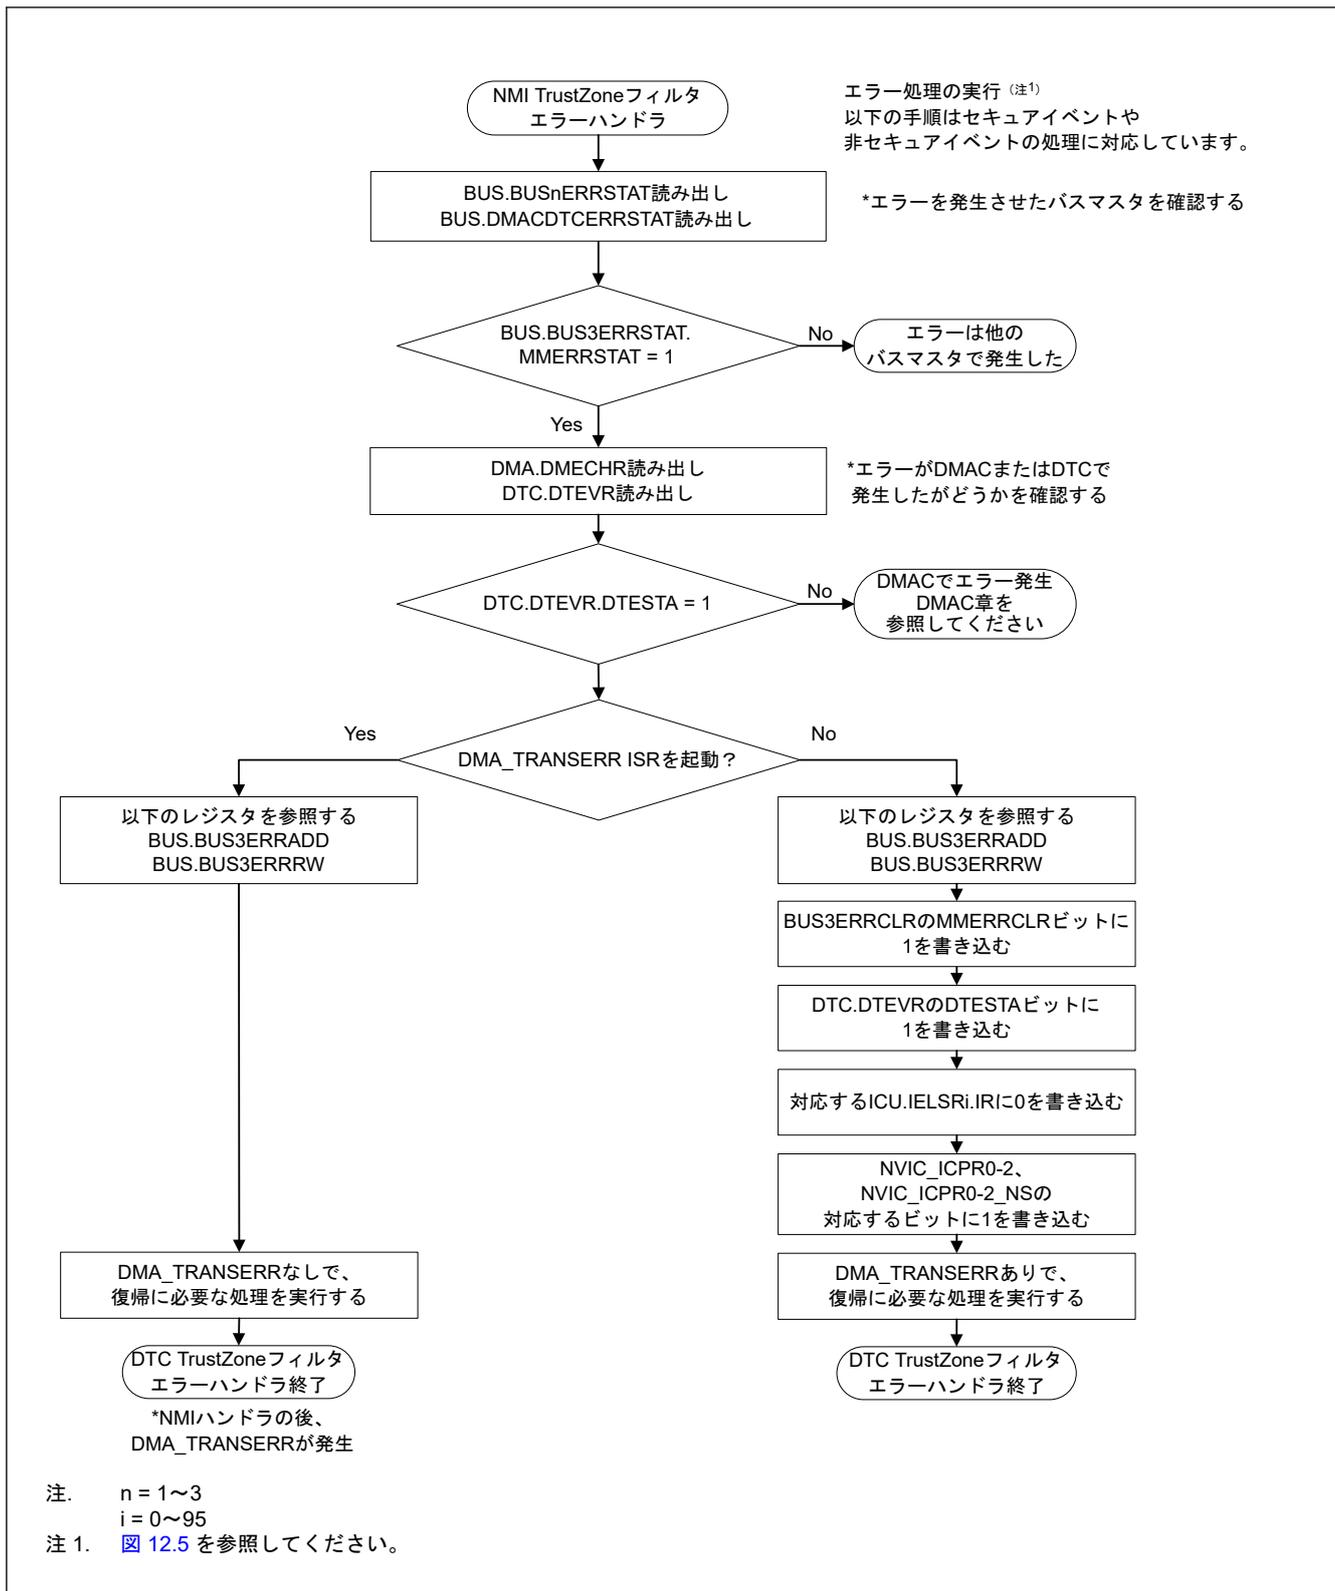 NMI TrustZoneフィルタ
エラーハンドラ
エラー処理の実行（注1）
以下の手順はセキュアイベントや
非セキュアイベントの処理に対応しています。
BUS.BUSnERRSTAT読み出し
BUS.DMACDTCERRSTAT読み出し
*エラーを発生させたバスマスタを確認する
BUS.BUS3ERRSTAT.
MMERRSTAT = 1
No
エラーは他の
バスマスタで発生した
Yes
DMA.DMECHR読み出し
DTC.DTEVR読み出し
*エラーがDMACまたはDTCで
発生したがどうかを確認する
DTC.DTEVR.DTESTA = 1
No
DMACでエラー発生
DMAC章を
参照してください
Yes
DMA_TRANSERR ISRを起動？
No
以下のレジスタを参照する
BUS.BUS3ERRADD
BUS.BUS3ERRRW
以下のレジスタを参照する
BUS.BUS3ERRADD
BUS.BUS3ERRRW
BUS3ERRCLRのMMERRCLRビットに
1を書き込む
DTC.DTEVRのDTESTAビットに
1を書き込む
対応するICU.IELSRi.IRに0を書き込む
NVIC_ICPR0-2、
NVIC_ICPR0-2_NSの
対応するビットに1を書き込む
DMA_TRANSERRなしで、
復帰に必要な処理を実行する
DMA_TRANSERRありで、
復帰に必要な処理を実行する
DTC TrustZoneフィルタ
エラーハンドラ終了
DTC TrustZoneフィルタ
エラーハンドラ終了
*NMIハンドラの後、
DMA_TRANSERRが発生
注. n = 1～3
i = 0～95
注 1. 図 12.5 を参照してください。